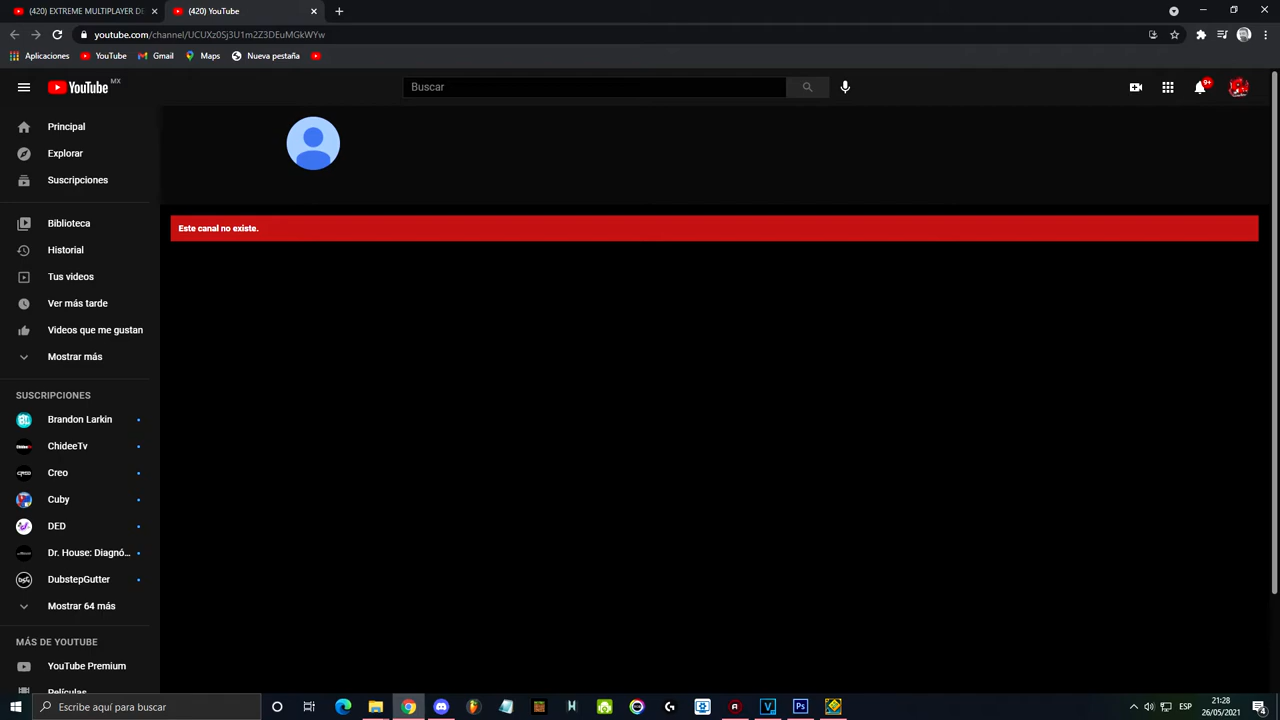 (420) EXTREME MULTIPLAYER DE
(420) YouTube
youtube.com/channel/UCUXz0Sj3U1m2Z3DEuMGkWYw
Aplicaciones
YouTube
Gmail
Maps
Nueva pestaña
YouTube MX
Buscar
9+
Principal
Explorar
Suscripciones
Este canal no existe.
Biblioteca
Historial
Tus videos
Ver más tarde
Videos que me gustan
Mostrar más
SUSCRIPCIONES
Brandon Larkin
ChideeTv
Creo
Cuby
DED
Dr. House: Diagnó...
DubstepGutter
Mostrar 64 más
MÁS DE YOUTUBE
YouTube Premium
Películas
Escribe aquí para buscar
ESP
21:28
26/05/2021